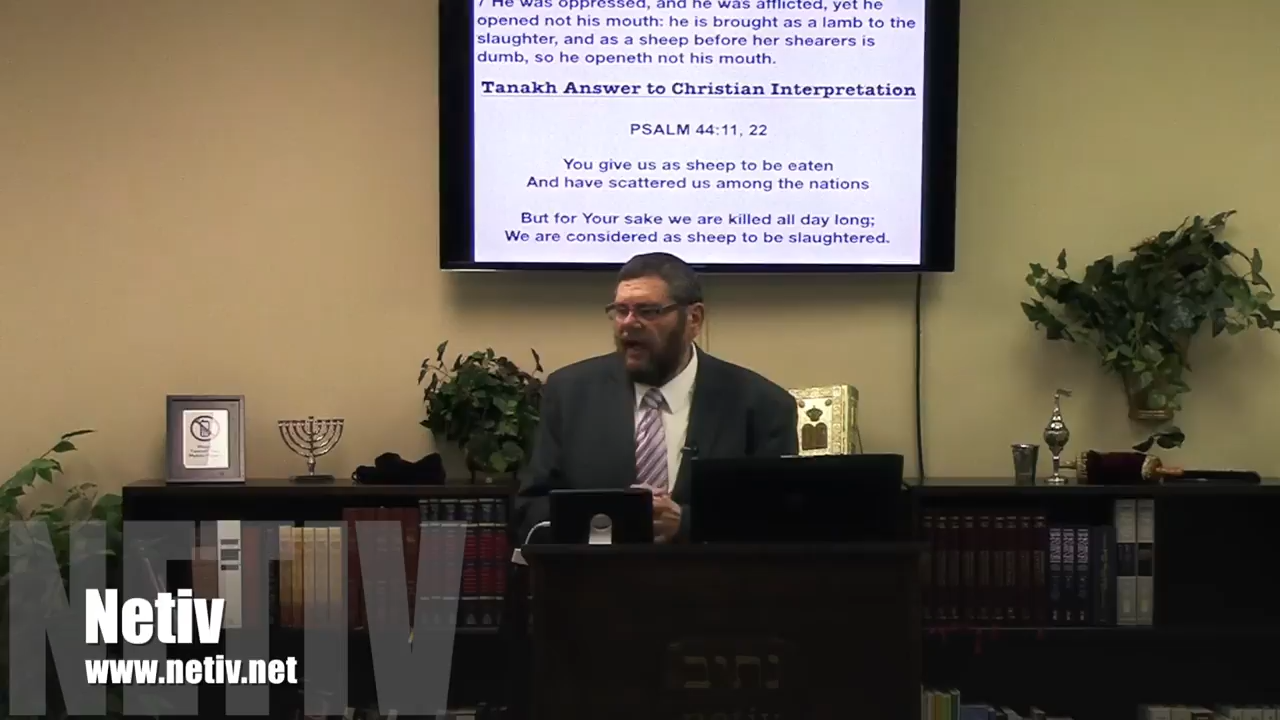 7 He was oppressed, and he was afflicted, yet he
opened not his mouth: he is brought as a lamb to the
slaughter, and as a sheep before her shearers is
dumb, so he openeth not his mouth.
Tanakh Answer to Christian Interpretation
PSALM 44:11, 22
You give us as sheep to be eaten
And have scattered us among the nations
But for Your sake we are killed all day long;
We are considered as sheep to be slaughtered.
NETIV
Netiv
www.netiv.net
נתיב
netiv